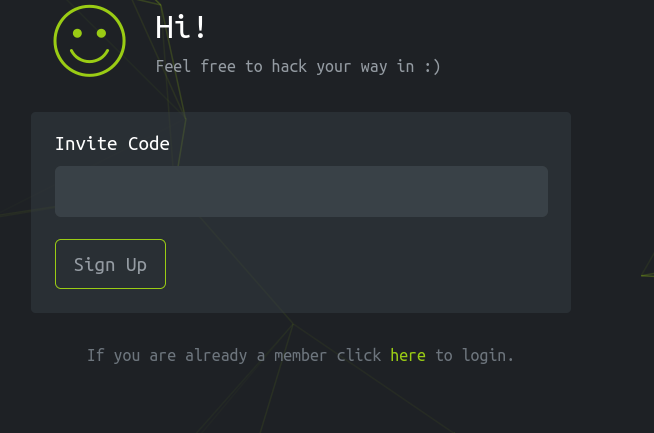 Hi!
Feel free to hack your way in :)
Invite Code
Sign Up
If you are already a member click here to login.